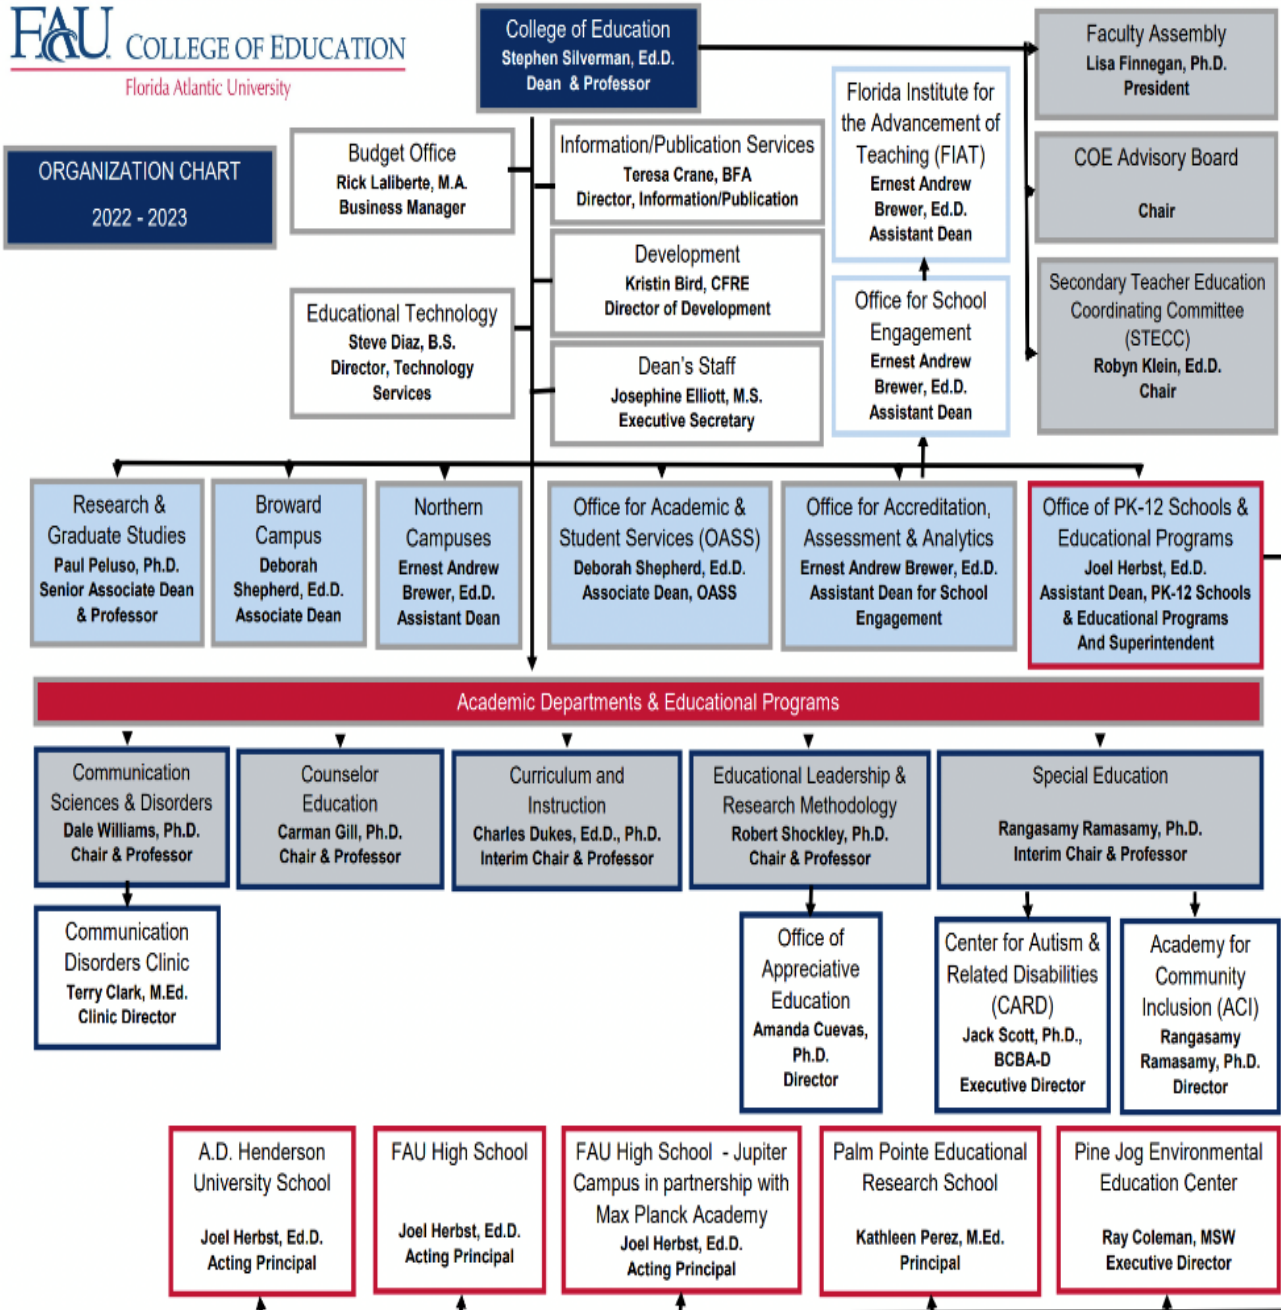 FAU COLLEGE OF EDUCATION
Florida Atlantic University
ORGANIZATION CHART
2022 - 2023
College of Education
Stephen Silverman, Ed.D.
Dean & Professor
Faculty Assembly
Lisa Finnegan, Ph.D.
President
COE Advisory Board
Chair
Secondary Teacher Education
Coordinating Committee
(STECC)
Robyn Klein, Ed.D.
Chair
Budget Office
Rick Laliberte, M.A.
Business Manager
Information/Publication Services
Teresa Crane, BFA
Director, Information/Publication
Development
Kristin Bird, CFRE
Director of Development
Educational Technology
Steve Diaz, B.S.
Director, Technology
Services
Dean's Staff
Josephine Elliott, M.S.
Executive Secretary
Florida Institute for
the Advancement of
Teaching (FIAT)
Ernest Andrew
Brewer, Ed.D.
Assistant Dean
Office for School
Engagement
Ernest Andrew
Brewer, Ed.D.
Assistant Dean
Research &
Graduate Studies
Paul Peluso, Ph.D.
Senior Associate Dean
& Professor
Broward
Campus
Deborah
Shepherd, Ed.D.
Associate Dean
Northern
Campuses
Ernest Andrew
Brewer, Ed.D.
Assistant Dean
Office for Academic &
Student Services (OASS)
Deborah Shepherd, Ed.D.
Associate Dean, OASS
Office for Accreditation,
Assessment & Analytics
Ernest Andrew Brewer, Ed.D.
Assistant Dean for School
Engagement
Office of PK-12 Schools &
Educational Programs
Joel Herbst, Ed.D.
Assistant Dean, PK-12 Schools
& Educational Programs
And Superintendent
Academic Departments & Educational Programs
Communication
Sciences & Disorders
Dale Williams, Ph.D.
Chair & Professor
Counselor
Education
Carman Gill, Ph.D.
Chair & Professor
Curriculum and
Instruction
Charles Dukes, Ed.D., Ph.D.
Interim Chair & Professor
Educational Leadership &
Research Methodology
Robert Shockley, Ph.D.
Chair & Professor
Special Education
Rangasamy Ramasamy, Ph.D.
Interim Chair & Professor
Communication
Disorders Clinic
Terry Clark, M.Ed.
Clinic Director
Office of
Appreciative
Education
Amanda Cuevas,
Ph.D.
Director
Center for Autism &
Related Disabilities
(CARD)
Jack Scott, Ph.D.,
BCBA-D
Executive Director
Academy for
Community
Inclusion (ACI)
Rangasamy
Ramasamy, Ph.D.
Director
A.D. Henderson
University School
Joel Herbst, Ed.D.
Acting Principal
FAU High School
Joel Herbst, Ed.D.
Acting Principal
FAU High School - Jupiter
Campus in partnership with
Max Planck Academy
Joel Herbst, Ed.D.
Acting Principal
Palm Pointe Educational
Research School
Kathleen Perez, M.Ed.
Principal
Pine Jog Environmental
Education Center
Ray Coleman, MSW
Executive Director